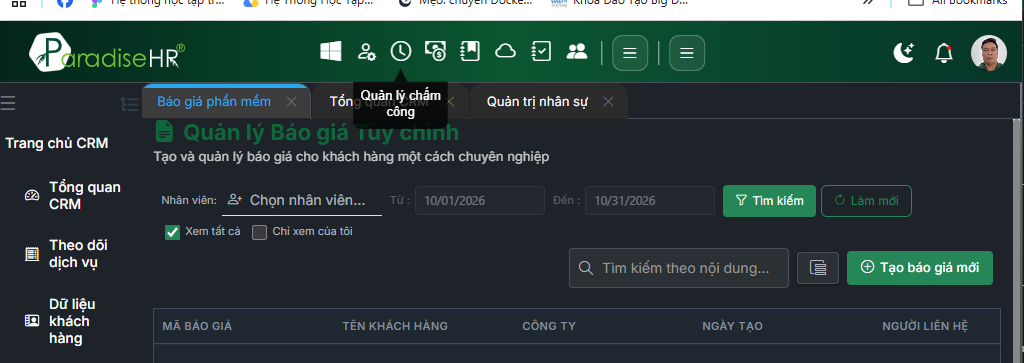 Hệ thống học tập tr...
Hệ Thống Học Tập...
Mẹo: chuyển Docke...
Khóa Đào Tạo Big D...
All Bookmarks
ParadiseHR®
Quản lý chấm
công
Báo giá phần mềm
Quản trị nhân sự
Trang chủ CRM
Quản lý Báo giá Tùy chỉnh
Tạo và quản lý báo giá cho khách hàng một cách chuyên nghiệp
Tổng quan
CRM
Nhân viên: Chọn nhân viên... Từ : 10/01/2026 Đến : 10/31/2026 Tìm kiếm Làm mới
Xem tất cả Chỉ xem của tôi
Theo dõi
dịch vụ
Tìm kiếm theo nội dung... Tạo báo giá mới
Dữ liệu
khách
hàng
MÃ BÁO GIÁ TÊN KHÁCH HÀNG CÔNG TY NGÀY TẠO NGƯỜI LIÊN HỆ